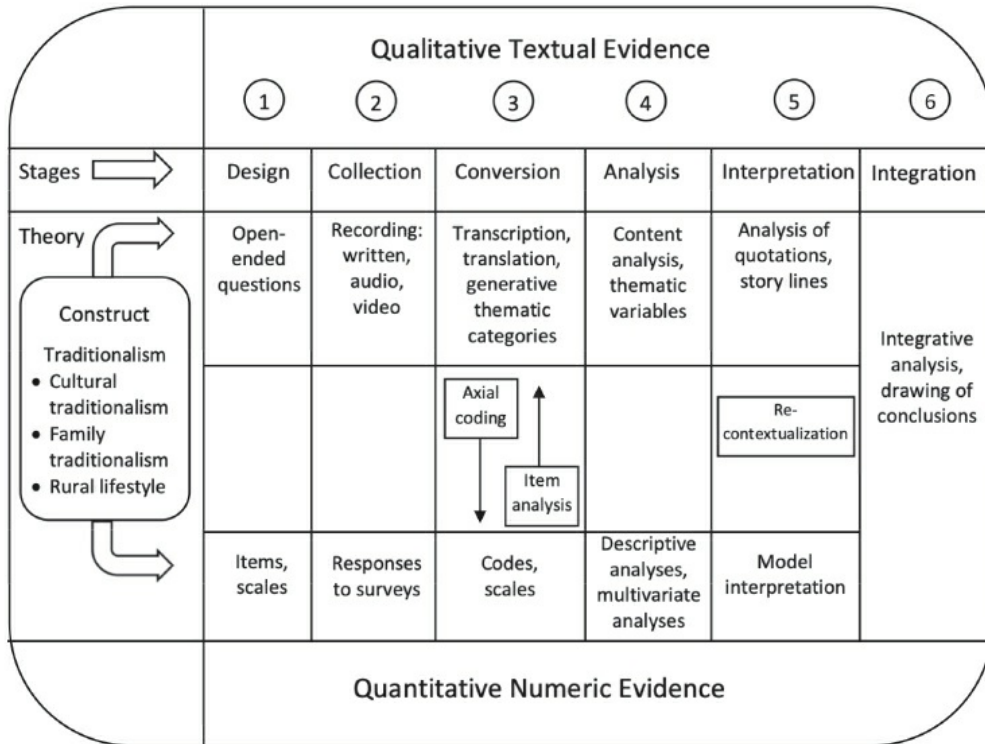 Qualitative Textual Evidence
1 2 3 4 5 6
Stages Design Collection Conversion Analysis Interpretation Integration
Theory
Construct
Traditionalism
• Cultural
traditionalism
• Family
traditionalism
• Rural lifestyle
Open-
ended
questions
Recording:
written,
audio,
video
Transcription,
translation,
generative
thematic
categories
Content
analysis,
thematic
variables
Analysis of
quotations,
story lines
Axial
coding
Item
analysis
Re-
contextualization
Integrative
analysis,
drawing of
conclusions
Items,
scales
Responses
to surveys
Codes,
scales
Descriptive
analyses,
multivariate
analyses
Model
interpretation
Quantitative Numeric Evidence